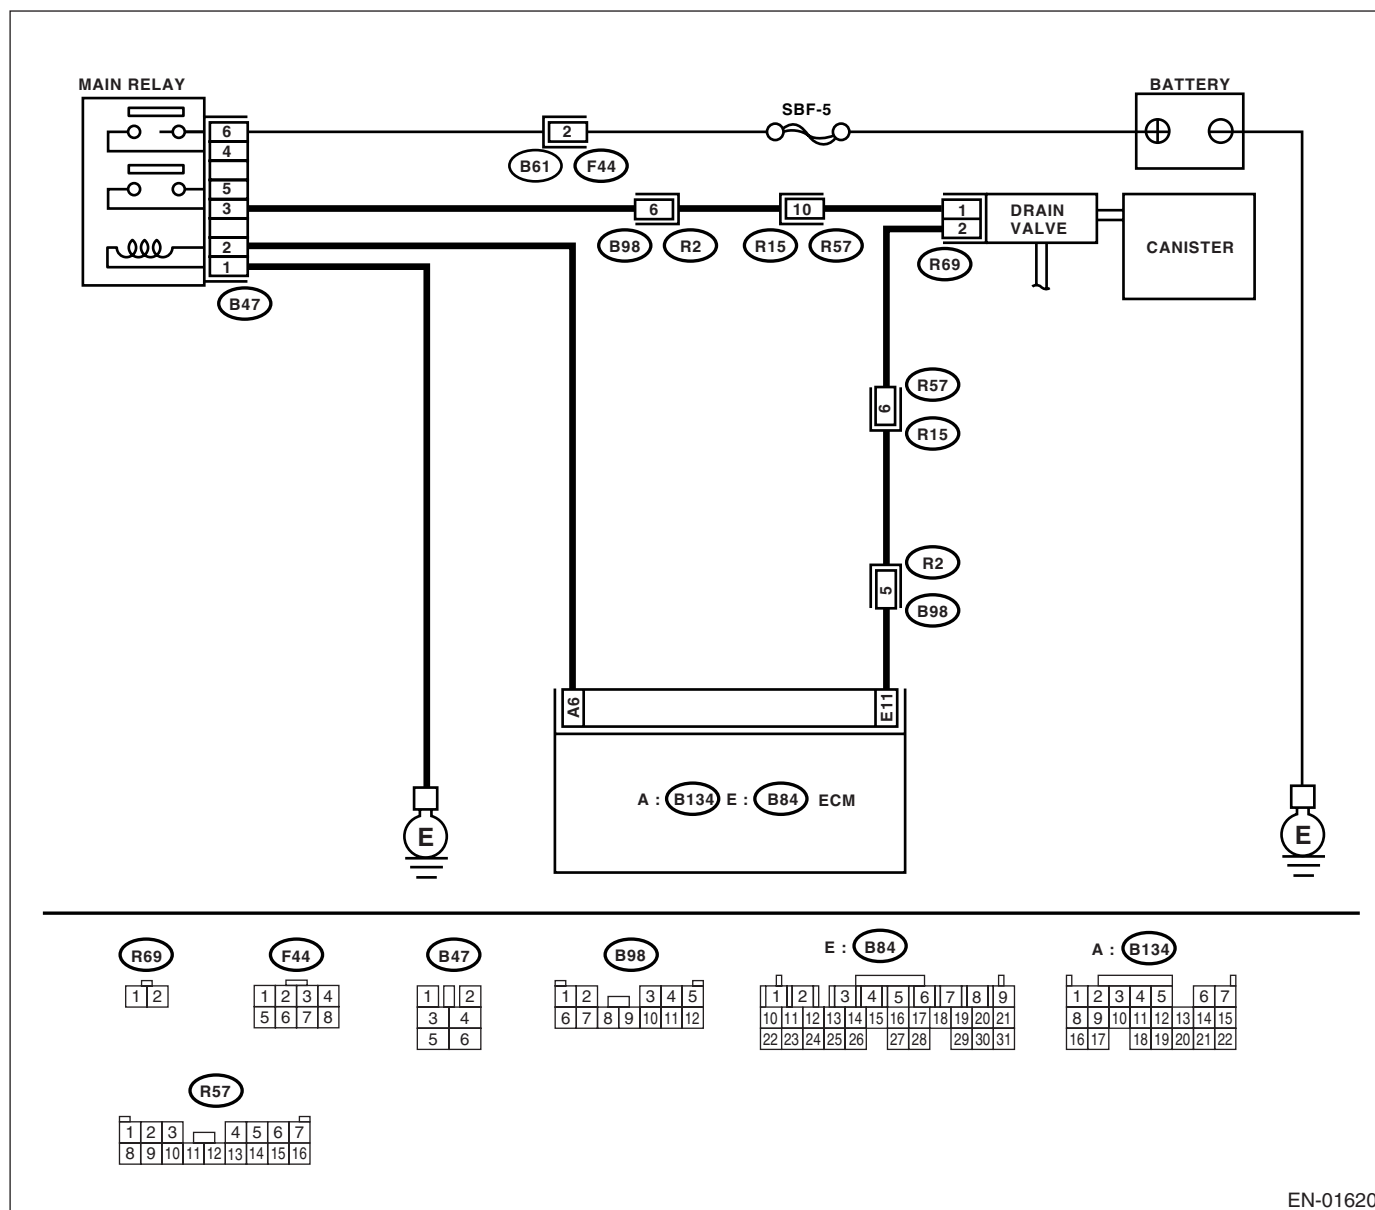 MAIN RELAY
BATTERY
SBF-5
6
4
5
3
2
1
B47
2
B61 F44
6
B98 R2
10
R15 R57
1
2
R69
DRAIN
VALVE
CANISTER
6
R57
R15
5
R2
B98
A6
E11
A : B134 E : B84 ECM
E
E
R69
1 2
F44
1 2 3 4
5 6 7 8
B47
1 2
3 4
5 6
B98
1 2 3 4 5
6 7 8 9 10 11 12
E : B84
1 2 3 4 5 6 7 8 9
10 11 12 13 14 15 16 17 18 19 20 21
22 23 24 25 26 27 28 29 30 31
A : B134
1 2 3 4 5 6 7
8 9 10 11 12 13 14 15
16 17 18 19 20 21 22
R57
1 2 3 4 5 6 7
8 9 10 11 12 13 14 15 16
EN-01620